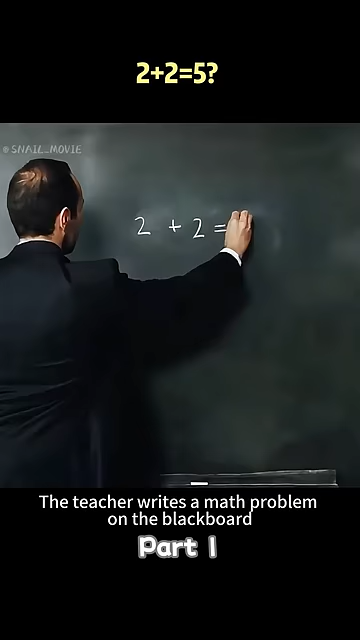 2+2=5?
@SNAIL_MOVIE
2 + 2 =
The teacher writes a math problem
on the blackboard
Part 1